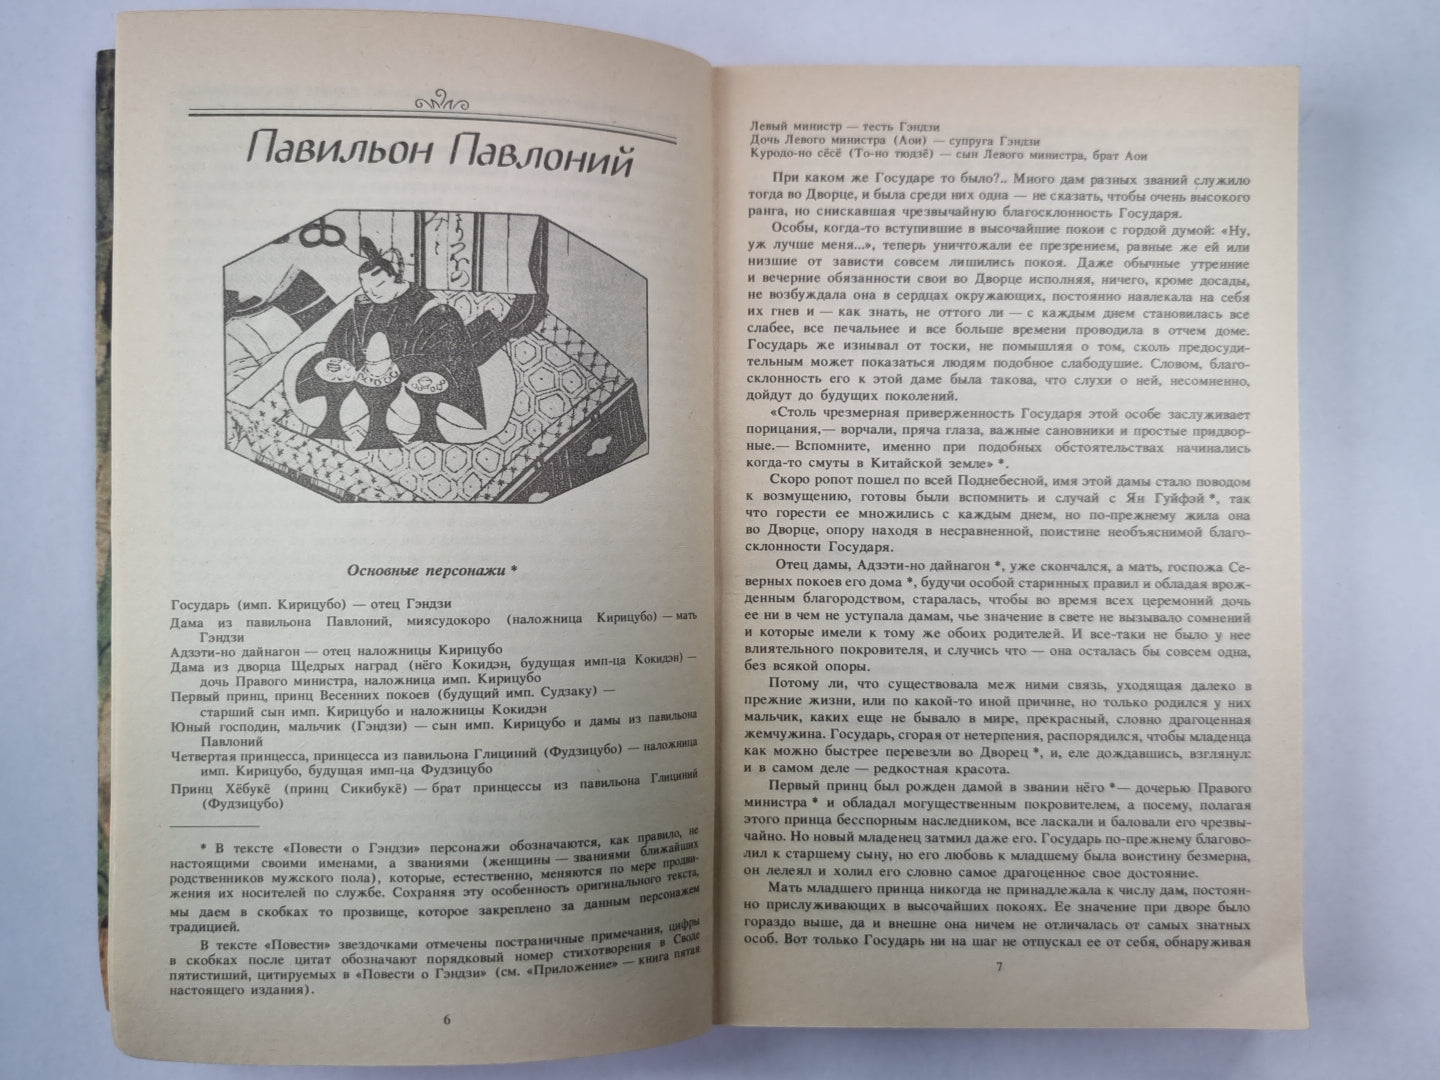 Павильон Павлоний
Основные персонажи *
Государь (имп. Кирицубо) — отец Гэндзи
Дама из павильона Павлоний, миясудокоро (наложница Кирицубо) — мать
Гэндзи
Адзэти-но дайнагон — отец наложницы Кирицубо
Дама из дворца Щедрых наград (нёго Кокидэн, будущая имп-ца Кокидэн) —
дочь Правого министра, наложница имп. Кирицубо
Первый принц, принц Весенних покоев (будущий имп. Судзаку) —
старший сын имп. Кирицубо и наложницы Кокидэн
Юный господин, мальчик (Гэндзи) — сын имп. Кирицубо и дамы из павильона
Павлоний
Четвертая принцесса, принцесса из павильона Глициний (Фудзицубо) — наложница
имп. Кирицубо, будущая имп-ца Фудзицубо
Принц Хёбукё (принц Сикибукё) — брат принцессы из павильона Глициний
(Фудзицубо)
* В тексте «Повести о Гэндзи» персонажи обозначаются, как правило, не
настоящими своими именами, а званиями (женщины — званиями ближайших
родственников мужского пола), которые, естественно, меняются по мере продви-
жения их носителей по службе. Сохраняя эту особенность оригинального текста,
мы даем в скобках то прозвище, которое закреплено за данным персонажем
традицией.
В тексте «Повести» звездочками отмечены постраничные примечания, цифры
в скобках после цитат обозначают порядковый номер стихотворения в Своде
пятистиший, цитируемых в «Повести о Гэндзи» (см. «Приложение» — книга пятая
настоящего издания).
6
Левый министр — тесть Гэндзи
Дочь Левого министра (Аои) — супруга Гэндзи
Куродо-но сёсё (То-но тюдзё) — сын Левого министра, брат Аои
При каком же Государе то было?.. Много дам разных званий служило
тогда во Дворце, и была среди них одна — не сказать, чтобы очень высокого
ранга, но снискавшая чрезвычайную благосклонность Государя.
Особы, когда-то вступившие в высочайшие покои с гордой думой: «Ну,
уж лучше меня...», теперь уничтожали ее презрением, равные же ей или
низшие от зависти совсем лишились покоя. Даже обычные утренние
и вечерние обязанности свои во Дворце исполняя, ничего, кроме досады,
не возбуждала она в сердцах окружающих, постоянно навлекала на себя
их гнев и — как знать, не оттого ли — с каждым днем становилась все
слабее, все печальнее и все больше времени проводила в отчем доме.
Государь же изнывал от тоски, не помышляя о том, сколь предосуди-
тельным может показаться людям подобное слабодушие. Словом, благо-
склонность его к этой даме была такова, что слухи о ней, несомненно,
дойдут до будущих поколений.
«Столь чрезмерная приверженность Государя этой особе заслуживает
порицания,— ворчали, пряча глаза, важные сановники и простые придвор-
ные.— Вспомните, именно при подобных обстоятельствах начинались
когда-то смуты в Китайской земле» *.
Скоро ропот пошел по всей Поднебесной, имя этой дамы стало поводом
к возмущению, готовы были вспомнить и случай с Ян Гуйфэй *, так
что горести ее множились с каждым днем, но по-прежнему жила она
во Дворце, опору находя в несравненной, поистине необъяснимой благо-
склонности Государя.
Отец дамы, Адзэти-но дайнагон *, уже скончался, а мать, госпожа Се-
верных покоев его дома *, будучи особой старинных правил и обладая врож-
денным благородством, старалась, чтобы во время всех церемоний дочь
ее ни в чем не уступала дамам, чье значение в свете не вызывало сомнений
и которые имели к тому же обоих родителей. И все-таки не было у нее
влиятельного покровителя, и случись что — она осталась бы совсем одна,
без всякой опоры.
Потому ли, что существовала меж ними связь, уходящая далеко в
прежние жизни, или по какой-то иной причине, но только родился у них
мальчик, каких еще не бывало в мире, прекрасный, словно драгоценная
жемчужина. Государь, сгорая от нетерпения, распорядился, чтобы младенца
как можно быстрее перевезли во Дворец *, и, еле дождавшись, взглянул:
и в самом деле — редкостная красота.
Первый принц был рожден дамой в звании нёго *— дочерью Правого
министра * и обладал могущественным покровителем, а посему, полагая
этого принца бесспорным наследником, все ласкали и баловали его чрезвы-
чайно. Но новый младенец затмил даже его. Государь по-прежнему благово-
лил к старшему сыну, но его любовь к младшему была воистину безмерна,
он лелеял и холил его словно самое драгоценное свое достояние.
Мать младшего принца никогда не принадлежала к числу дам, постоян-
но прислуживающих в высочайших покоях. Ее значение при дворе было
гораздо выше, да и внешне она ничем не отличалась от самых знатных
особ. Вот только Государь ни на шаг не отпускал ее от себя, обнаруживая
7